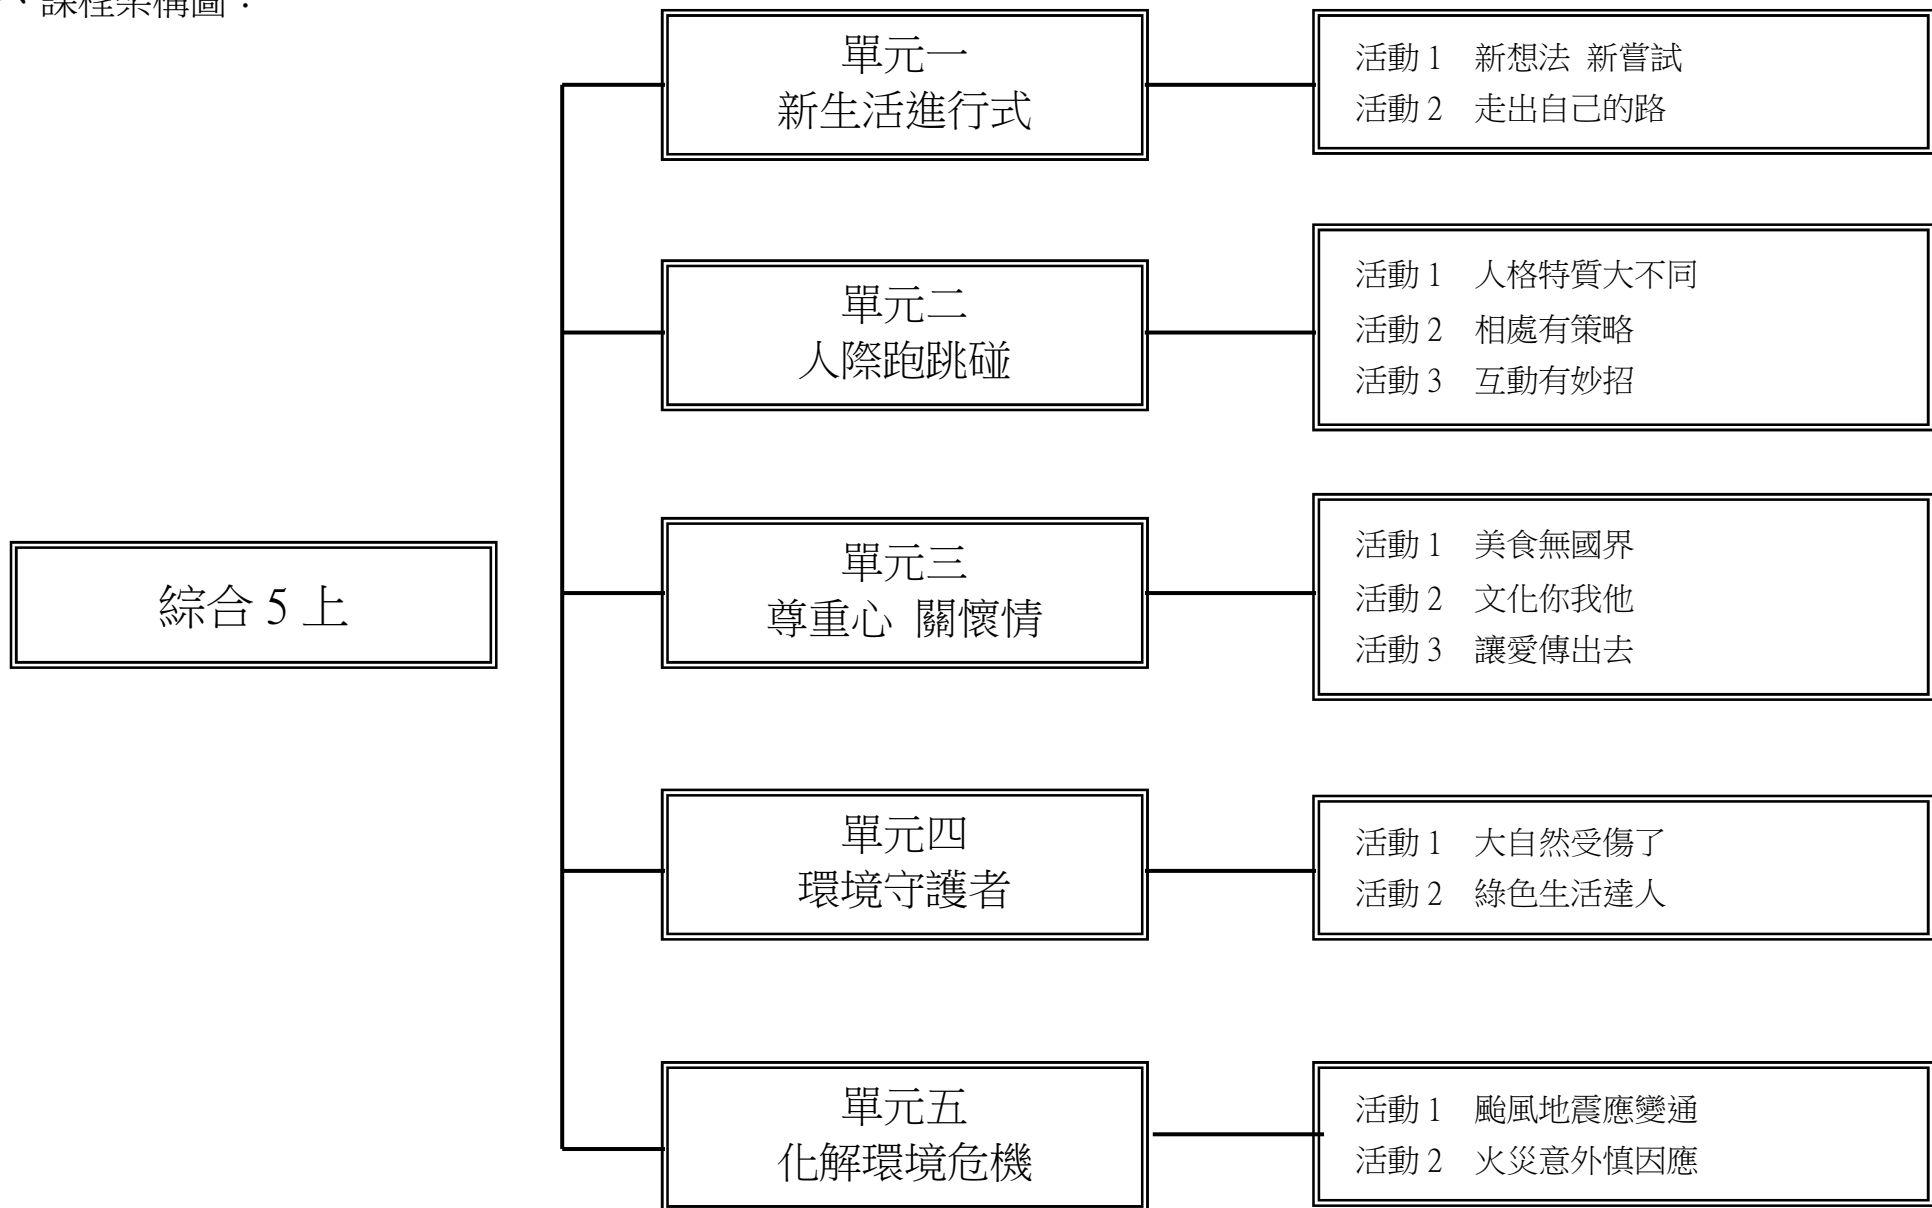 、課程架構圖：
綜合 5 上
單元一
新生活進行式
活動 1 新想法 新嘗試
活動 2 走出自己的路
單元二
人際跑跳碰
活動 1 人格特質大不同
活動 2 相處有策略
活動 3 互動有妙招
單元三
尊重心 關懷情
活動 1 美食無國界
活動 2 文化你我他
活動 3 讓愛傳出去
單元四
環境守護者
活動 1 大自然受傷了
活動 2 綠色生活達人
單元五
化解環境危機
活動 1 颱風地震應變通
活動 2 火災意外慎因應